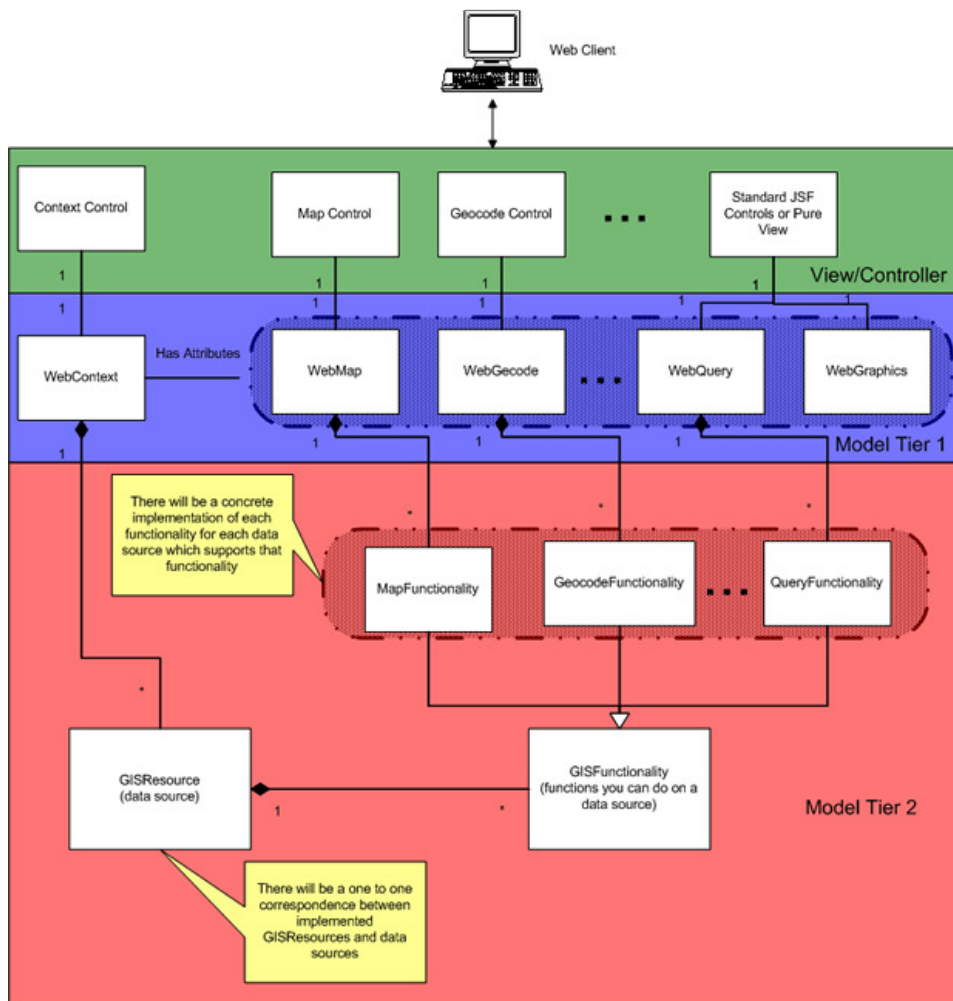 Web Client
Context Control
Map Control
Geocode Control
Standard JSF
Controls or Pure
View
1
1
1
1
View/Controller
1
1
1
1
1
Has Attributes
WebContext
WebMap
WebGecode
WebQuery
WebGraphics
1
1
1
1
Model Tier 1
There will be a concrete
implementation of each
functionality for each data
source which supports that
functionality
*
*
*
MapFunctionality
GeocodeFunctionality
QueryFunctionality
*
GISResource
(data source)
1
*
GISFunctionality
(functions you can do on a
data source)
Model Tier 2
There will be a one to one
correspondence between
implemented
GISResources and data
sources